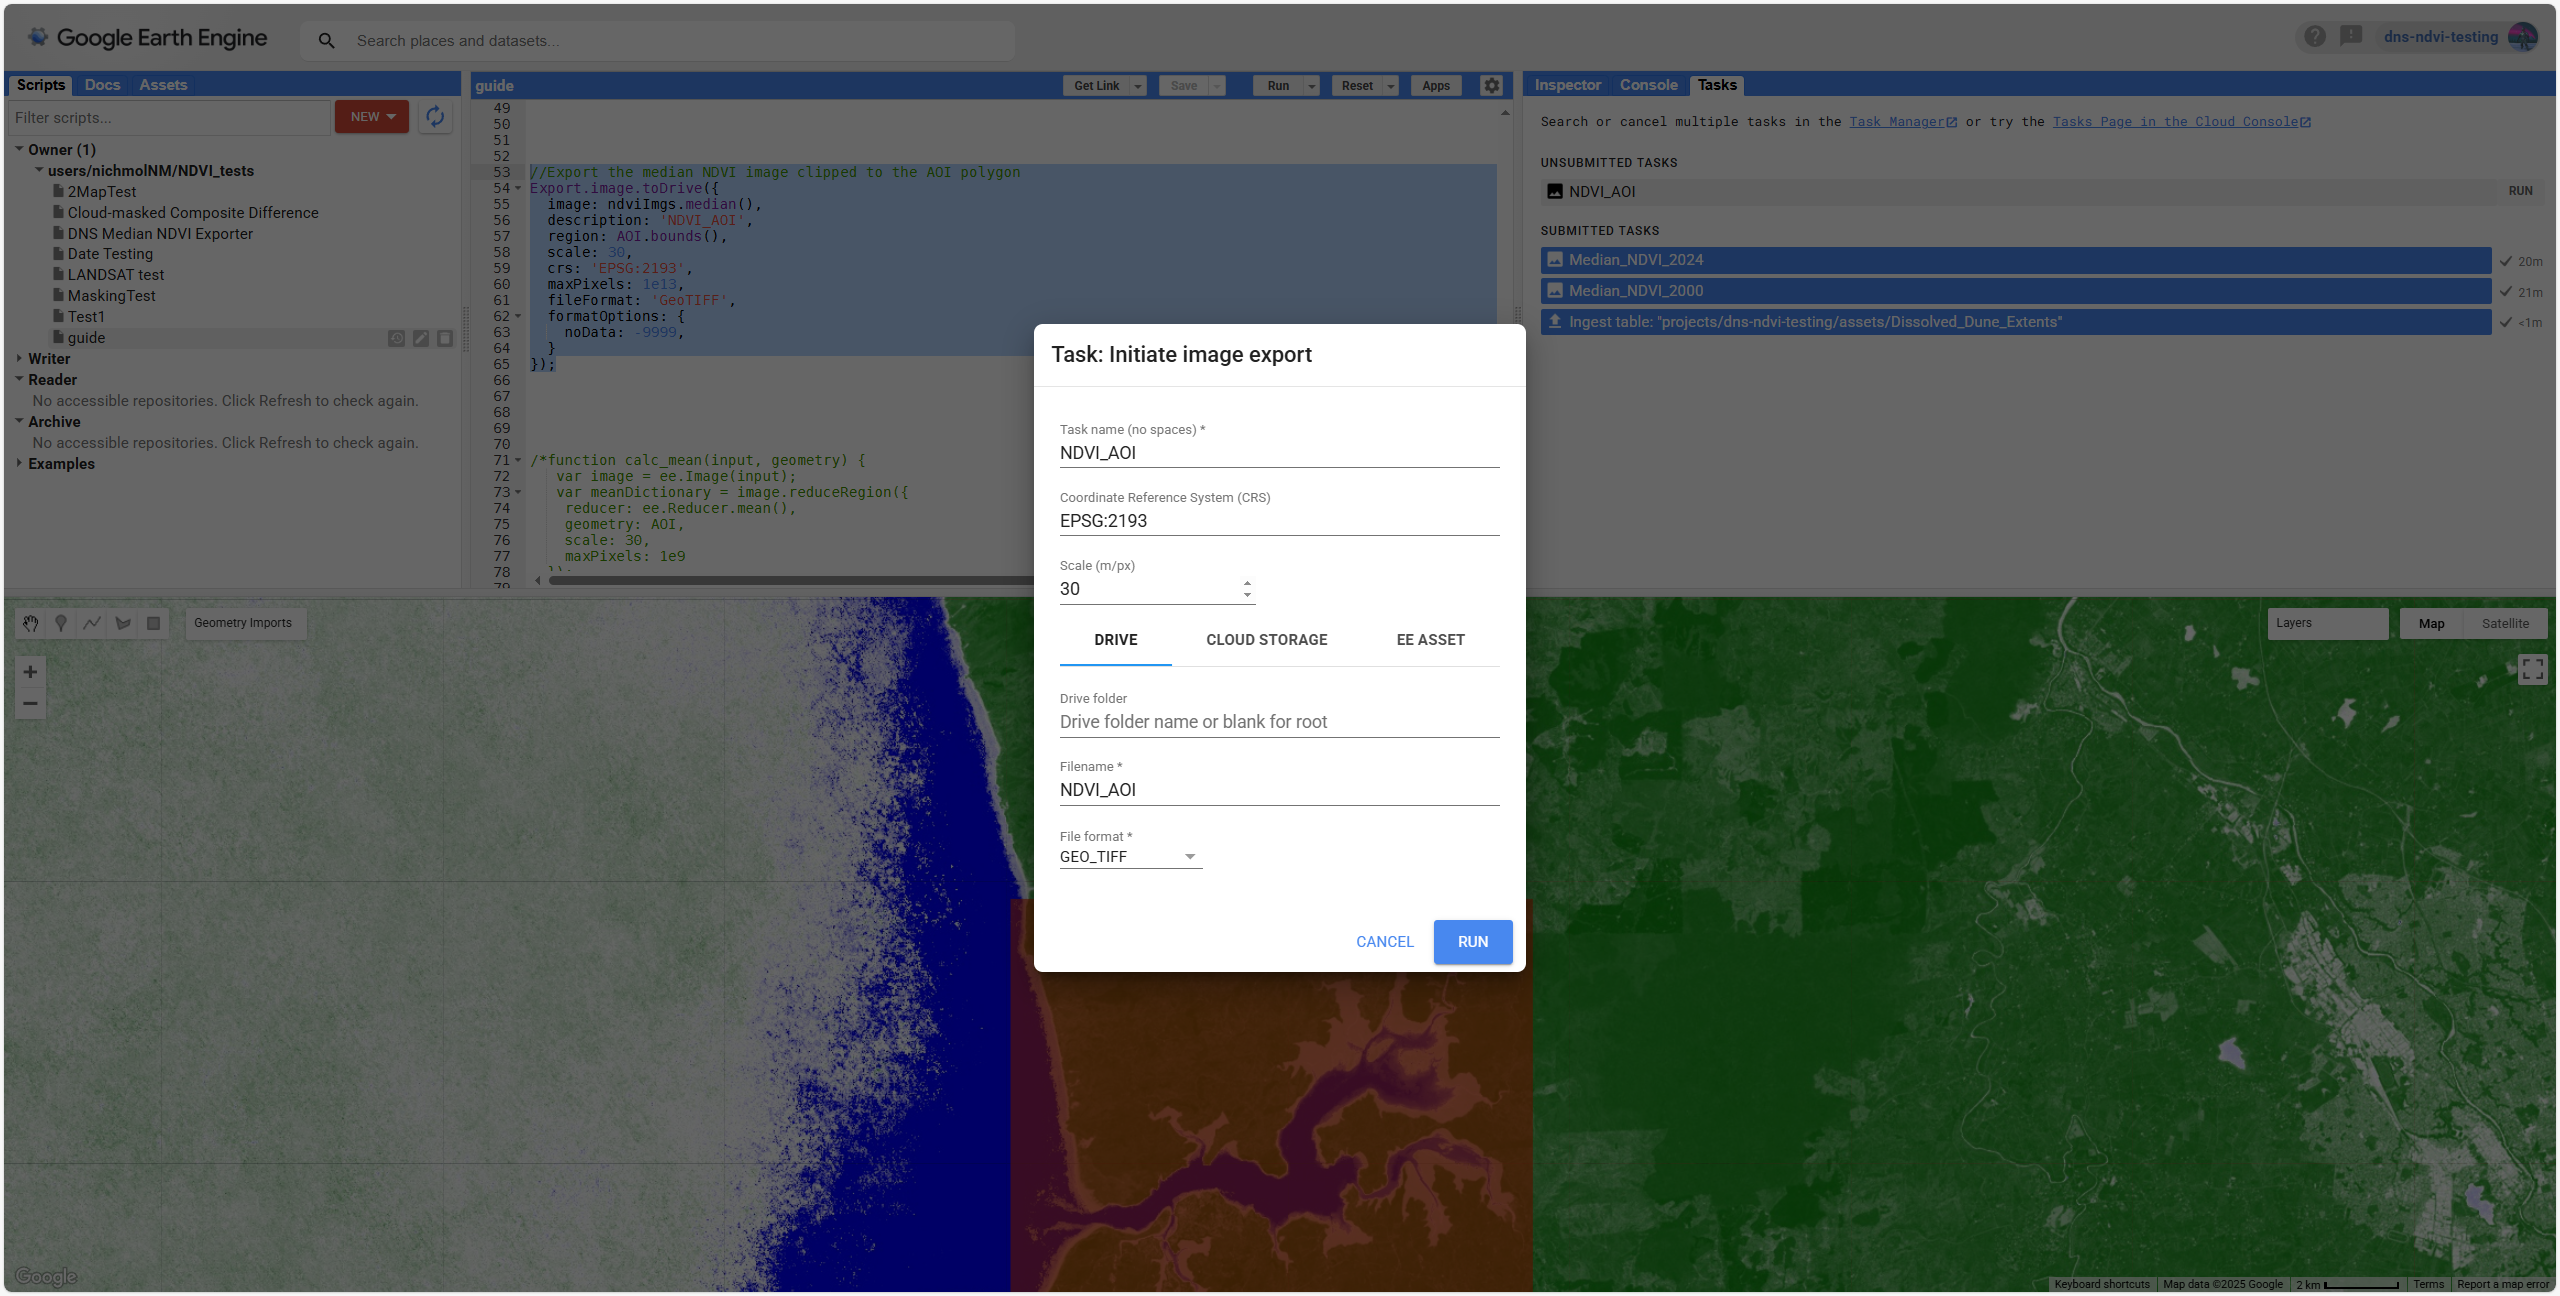 Google Earth Engine
Search places and datasets...
dns-ndvi-testing
Scripts Docs Assets
Filter scripts...
NEW
Owner (1)
users/nichmolNM/NDVI_tests
2MapTest
Cloud-masked Composite Difference
DNS Median NDVI Exporter
Date Testing
LANDSAT test
MaskingTest
Test1
guide
Writer
Reader
No accessible repositories. Click Refresh to check again.
Archive
No accessible repositories. Click Refresh to check again.
Examples
guide
Get Link Save Run Reset Apps
49
50
51
52
53 //Export the median NDVI image clipped to the AOI polygon
54 Export.image.toDrive({
55 image: ndviImgs.median(),
56 description: 'NDVI_AOI',
57 region: AOI.bounds(),
58 scale: 30,
59 crs: 'EPSG:2193',
60 maxPixels: 1e13,
61 fileFormat: 'GeoTIFF',
62 formatOptions: {
63 noData: -9999,
64 }
65 });
66
67
68
69
70
71 /*function calc_mean(input, geometry) {
72 var image = ee.Image(input);
73 var meanDictionary = image.reduceRegion({
74 reducer: ee.Reducer.mean(),
75 geometry: AOI,
76 scale: 30,
77 maxPixels: 1e9
78 });
79
Inspector Console Tasks
Search or cancel multiple tasks in the Task Manager or try the Tasks Page in the Cloud Console
UNSUBMITTED TASKS
NDVI_AOI RUN
SUBMITTED TASKS
Median_NDVI_2024 20m
Median_NDVI_2000 21m
Ingest table: "projects/dns-ndvi-testing/assets/Dissolved_Dune_Extents" <1m
Task: Initiate image export
Task name (no spaces) *
NDVI_AOI
Coordinate Reference System (CRS)
EPSG:2193
Scale (m/px)
30
DRIVE CLOUD STORAGE EE ASSET
Drive folder
Drive folder name or blank for root
Filename *
NDVI_AOI
File format *
GEO_TIFF
CANCEL RUN
Geometry Imports
Layers
Map Satellite
Google
Keyboard shortcuts Map data ©2025 Google 2 km Terms Report a map error